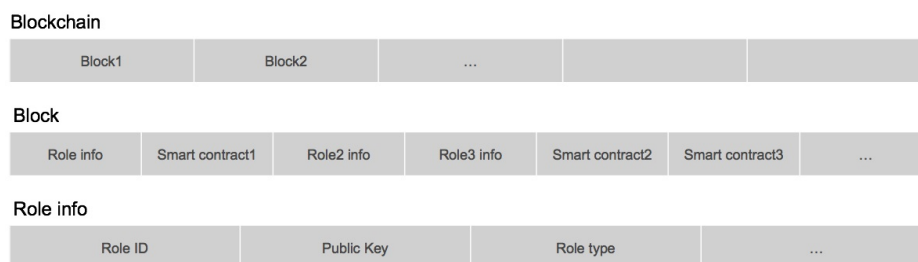 Blockchain
Block1 Block2 ...
Block
Role info Smart contract1 Role2 info Role3 info Smart contract2 Smart contract3 ...
Role info
Role ID Public Key Role type ...